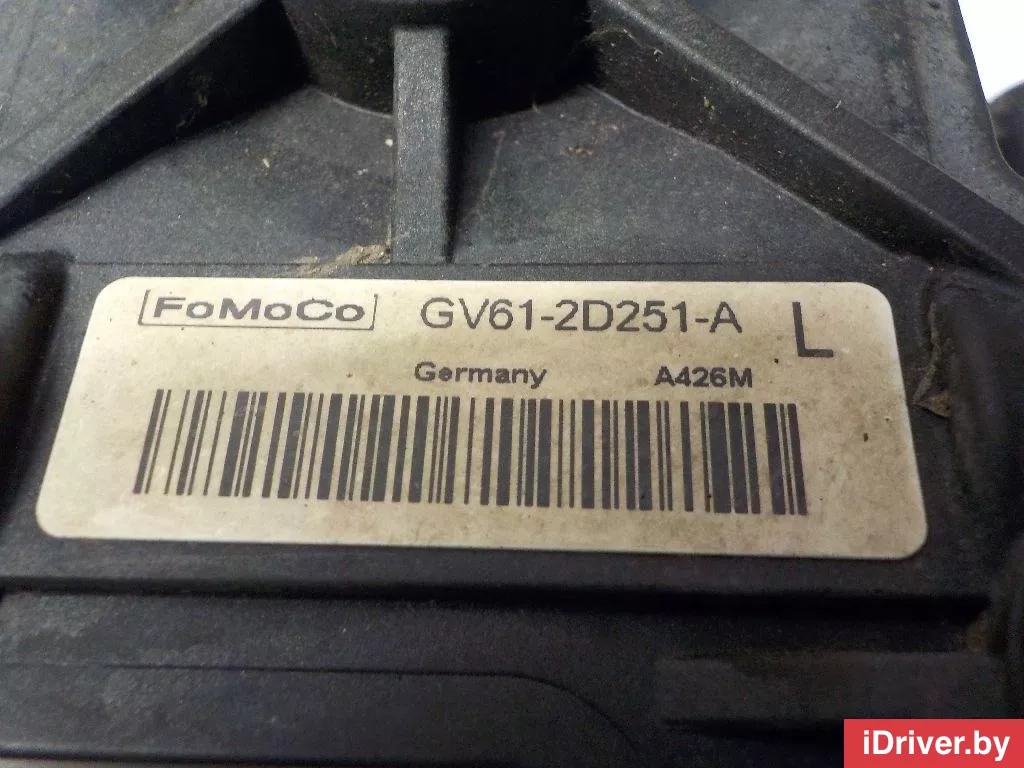 FoMoCo GV61-2D251-A L
Germany A426M
iDriver.by